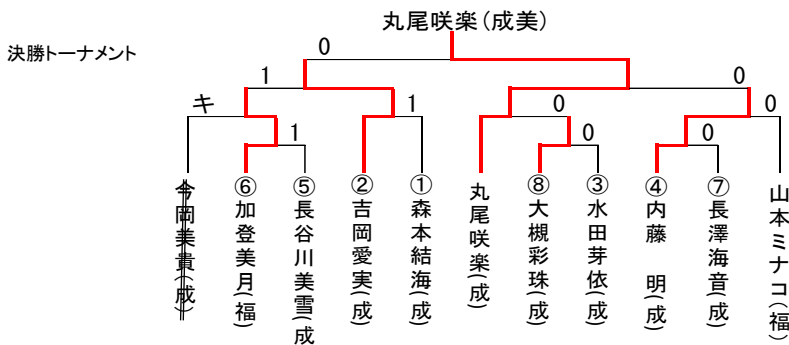 丸尾咲楽(成美)
決勝トーナメント
0
1
0
キ
1
0
0
1
0
0
今岡美貴(成)
⑥加登美月(福)
⑤長谷川美雪(成
②吉岡愛実(成)
①森本結海(成)
丸尾咲楽(成)
⑧大槻彩珠(成)
③水田芽依(成)
④内藤 明(成)
⑦長澤海音(成)
山本ミナコ(福)